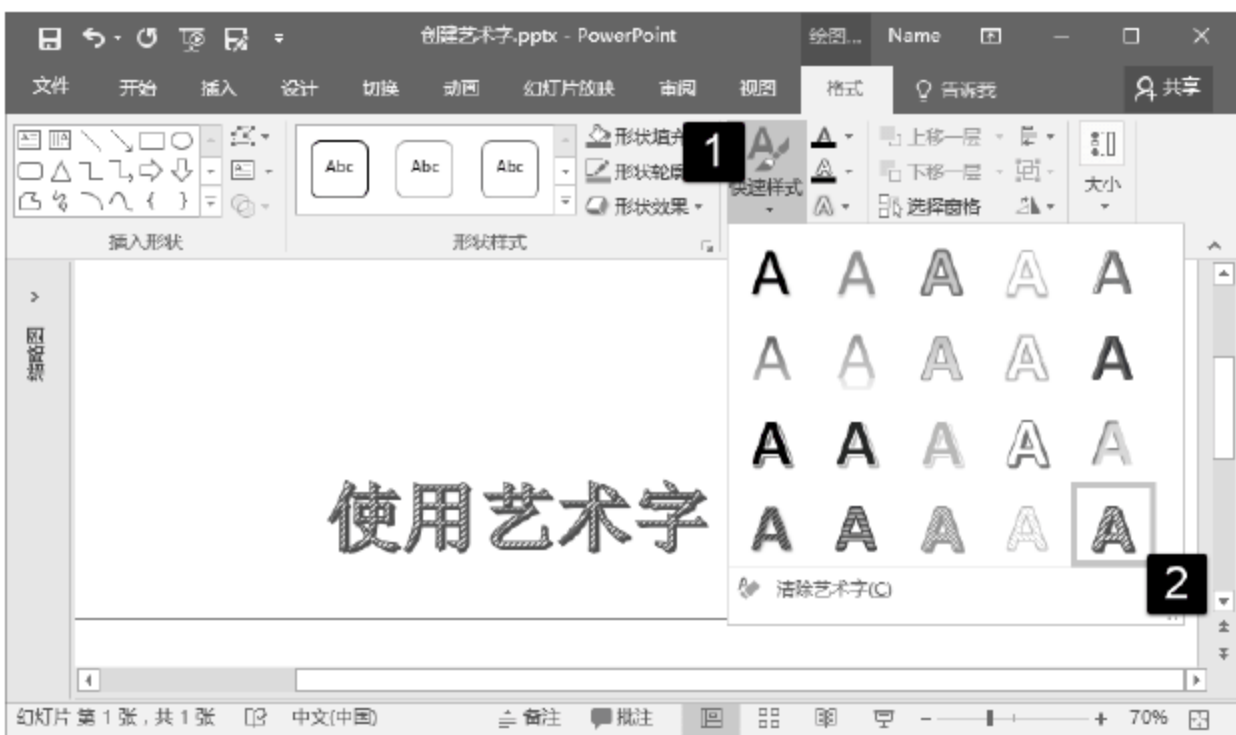 创建艺术字.pptx - PowerPoint 绘图... Name
文件 开始 插入 设计 切换 动画 幻灯片放映 审阅 视图 格式 告诉我 共享
Abc Abc Abc
形状填充
形状轮廓
形状效果
1
快速样式
上移一层
下移一层
选择窗格
大小
插入形状 形状样式
缩略图
使用艺术字
A A A A A
A A A A A
A A A A A
A A A A A
清除艺术字(C)
2
幻灯片 第 1 张,共 1 张 中文(中国) 备注 批注 70%